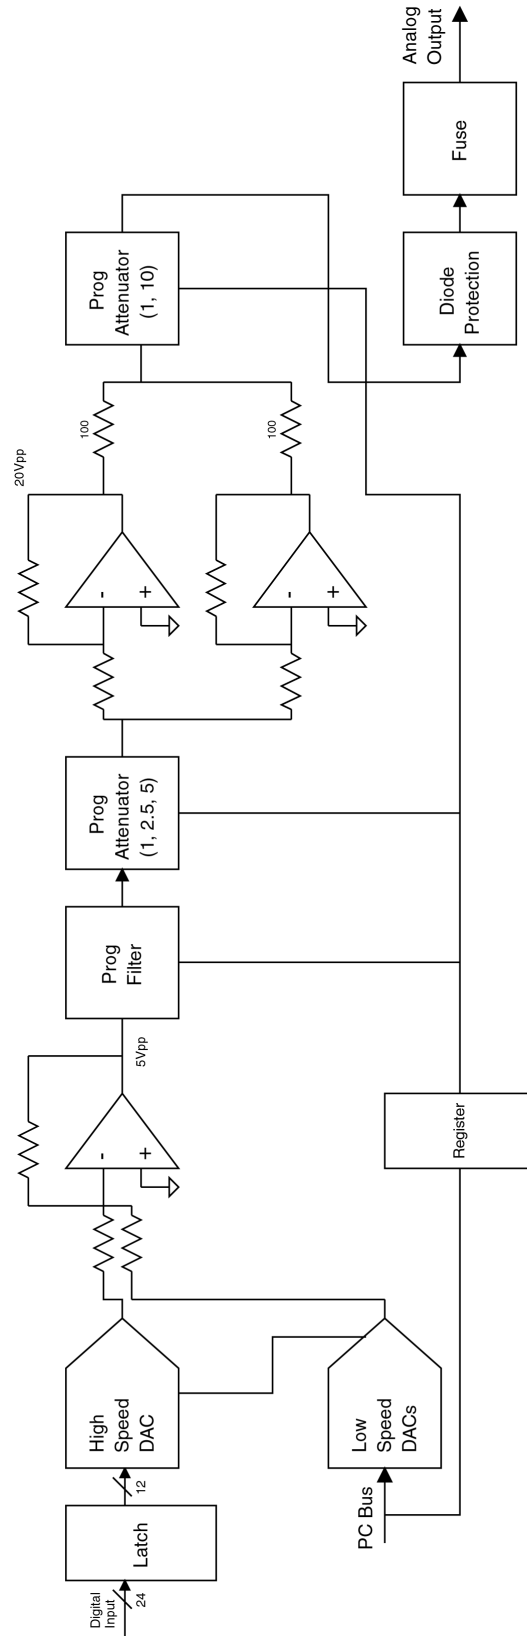 Digital
Input
24
Latch
12
High
Speed
DAC
PC Bus
Low
Speed
DACs
-
+
5Vpp
Register
Prog
Filter
Prog
Attenuator
(1, 2.5, 5)
-
+
20Vpp
100
-
+
100
Prog
Attenuator
(1, 10)
Diode
Protection
Fuse
Analog
Output